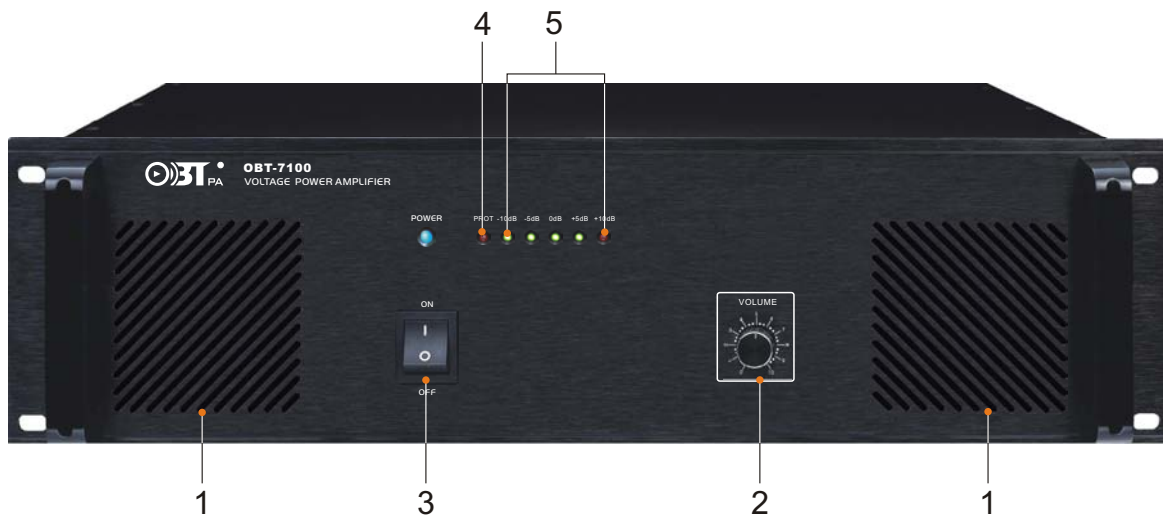 4 5
OBT PA OBT-7100
VOLTAGE POWER AMPLIFIER
POWER PROT -10dB -5dB 0dB +5dB +10dB
ON
VOLUME
OFF
1 3 2 1